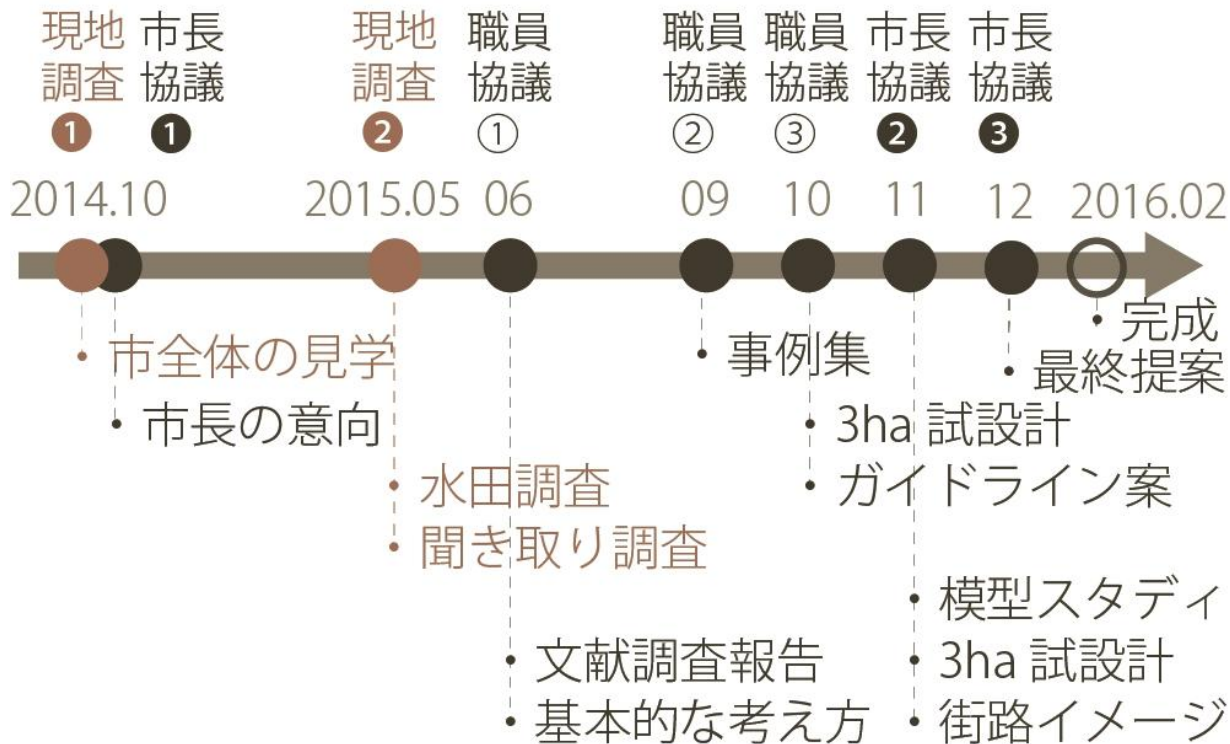 現地 市長 現地 職員 職員 職員 市長 市長
調査 協議 調査 協議 協議 協議 協議 協議
❶ ❶ ❷ ① ② ③ ❷ ❸
2014.10 2015.05 06 09 10 11 12 2016.02
・完成
・市全体の見学 ・事例集 ・最終提案
・市長の意向 ・3ha 試設計
・水田調査 ・ガイドライン案
・聞き取り調査
・模型スタディ
・文献調査報告 ・3ha 試設計
・基本的な考え方 ・街路イメージ